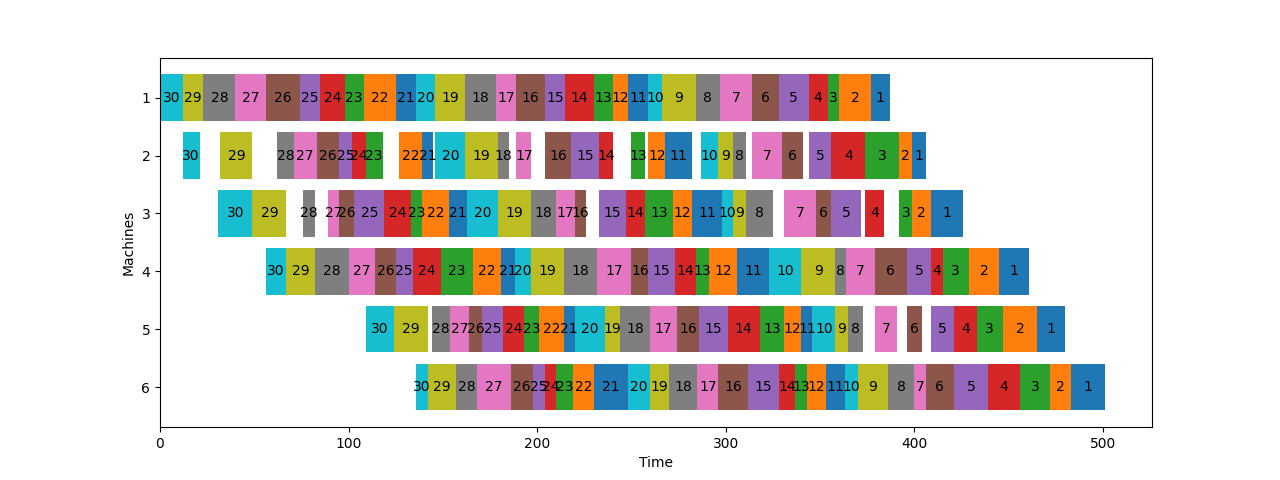 1 30 29 28 27 26 25 24 23 22 21 20 19 18 17 16 15 14 13 12 11 10 9 8 7 6 5 4 3 2 1
2 30 29 28 27 26 25 24 23 22 21 20 19 18 17 16 15 14 13 12 11 10 9 8 7 6 5 4 3 2 1
3 30 29 28 27 26 25 24 23 22 21 20 19 18 17 16 15 14 13 12 11 10 9 8 7 6 5 4 3 2 1
4 30 29 28 27 26 25 24 23 22 21 20 19 18 17 16 15 14 13 12 11 10 9 8 7 6 5 4 3 2 1
5 30 29 28 27 26 25 24 23 22 21 20 19 18 17 16 15 14 13 12 11 10 9 8 7 6 5 4 3 2 1
6 30 29 28 27 26 25 24 23 22 21 20 19 18 17 16 15 14 13 12 11 10 9 8 7 6 5 4 3 2 1
Machines
0 100 200 300 400 500
Time